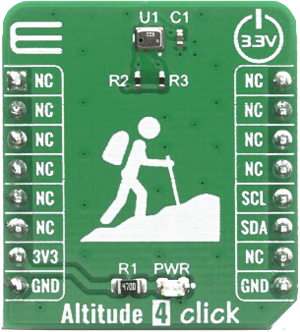 U1 C1
3.3V
R2 R3
NC NC
NC NC
NC NC
NC NC
NC SCL
NC SDA
3V3 NC
GND GND
R1 PWR
4700
Altitude 4 click